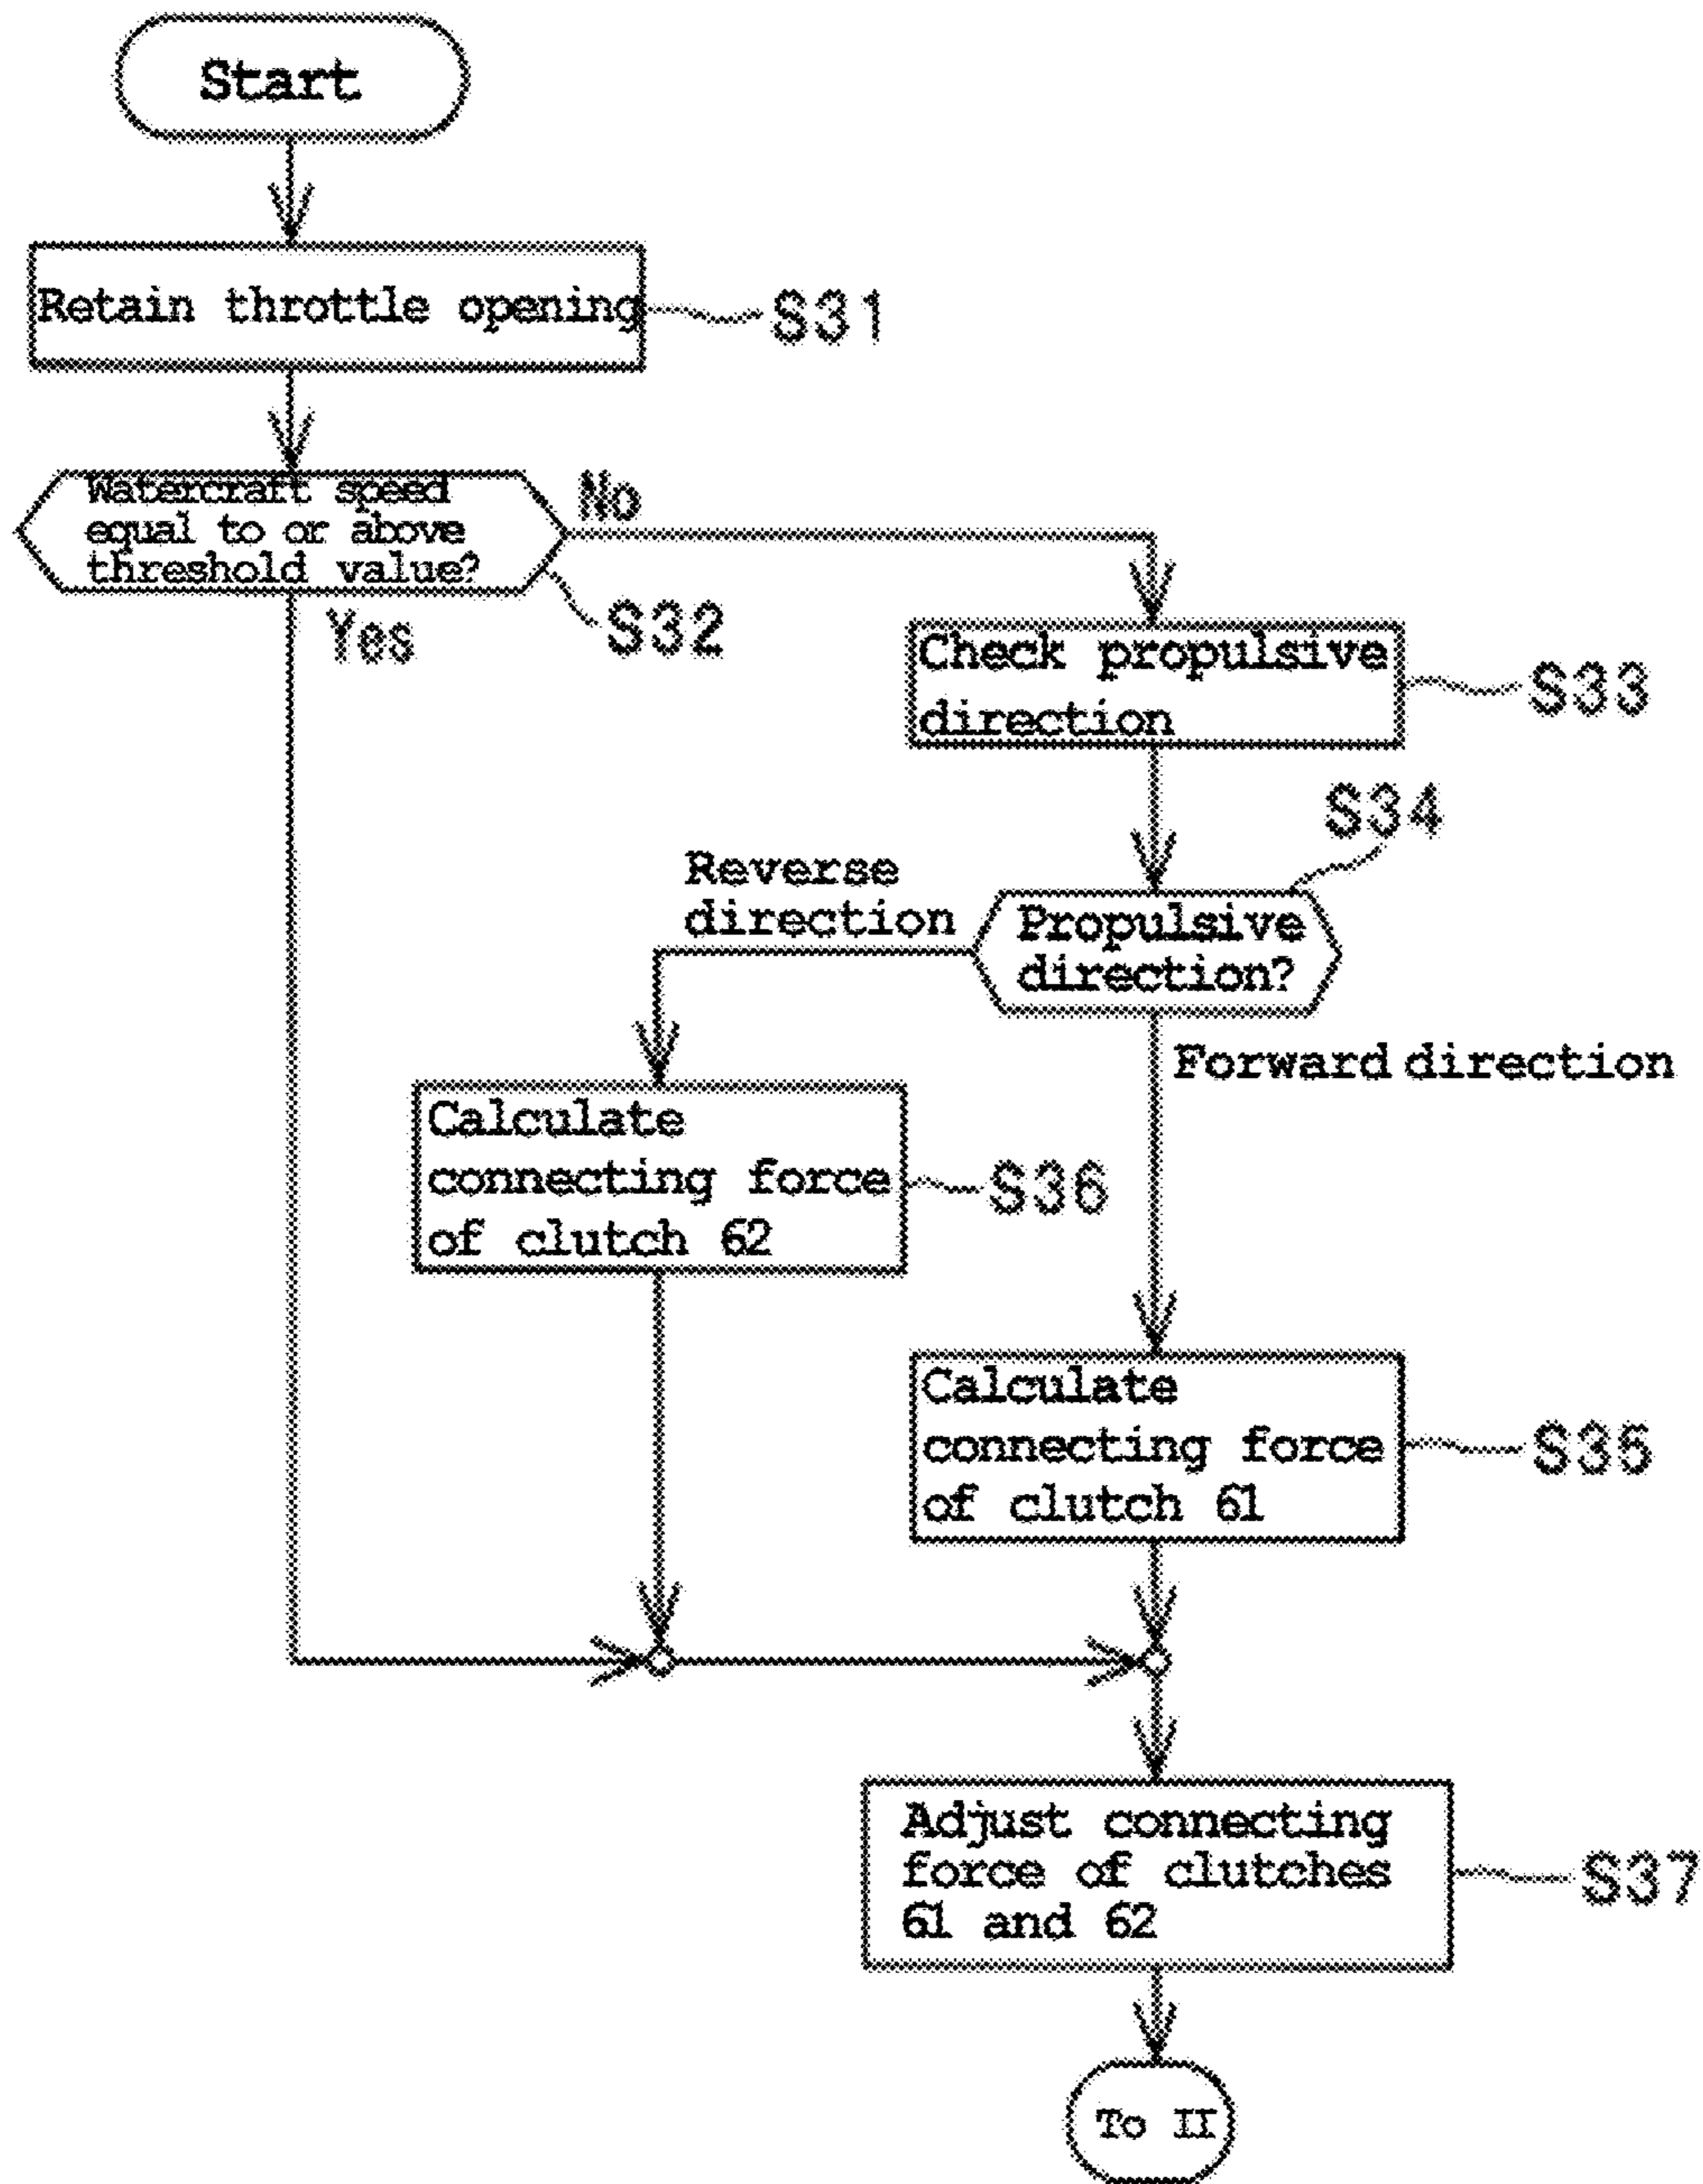 Start
Retain throttle opening
S31
Watercraft speed
equal to or above
threshold value?
No
Yes
S32
Check propulsive
direction
S33
S34
Reverse
direction
Propulsive
direction?
Forward direction
Calculate
connecting force
of clutch 62
S36
Calculate
connecting force
of clutch 61
S35
Adjust connecting
force of clutches
61 and 62
S37
To II